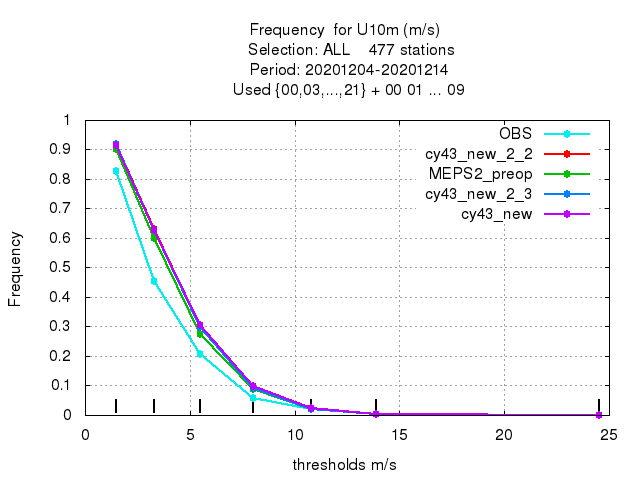 Frequency  for U10m (m/s)
Selection: ALL    477 stations
Period: 20201204-20201214
Used {00,03,...,21} + 00 01 ... 09
1
0.9
0.8
0.7
0.6
0.5
0.4
0.3
0.2
0.1
0
Frequency
OBS
cy43_new_2_2
MEPS2_preop
cy43_new_2_3
cy43_new
0 5 10 15 20 25
thresholds m/s